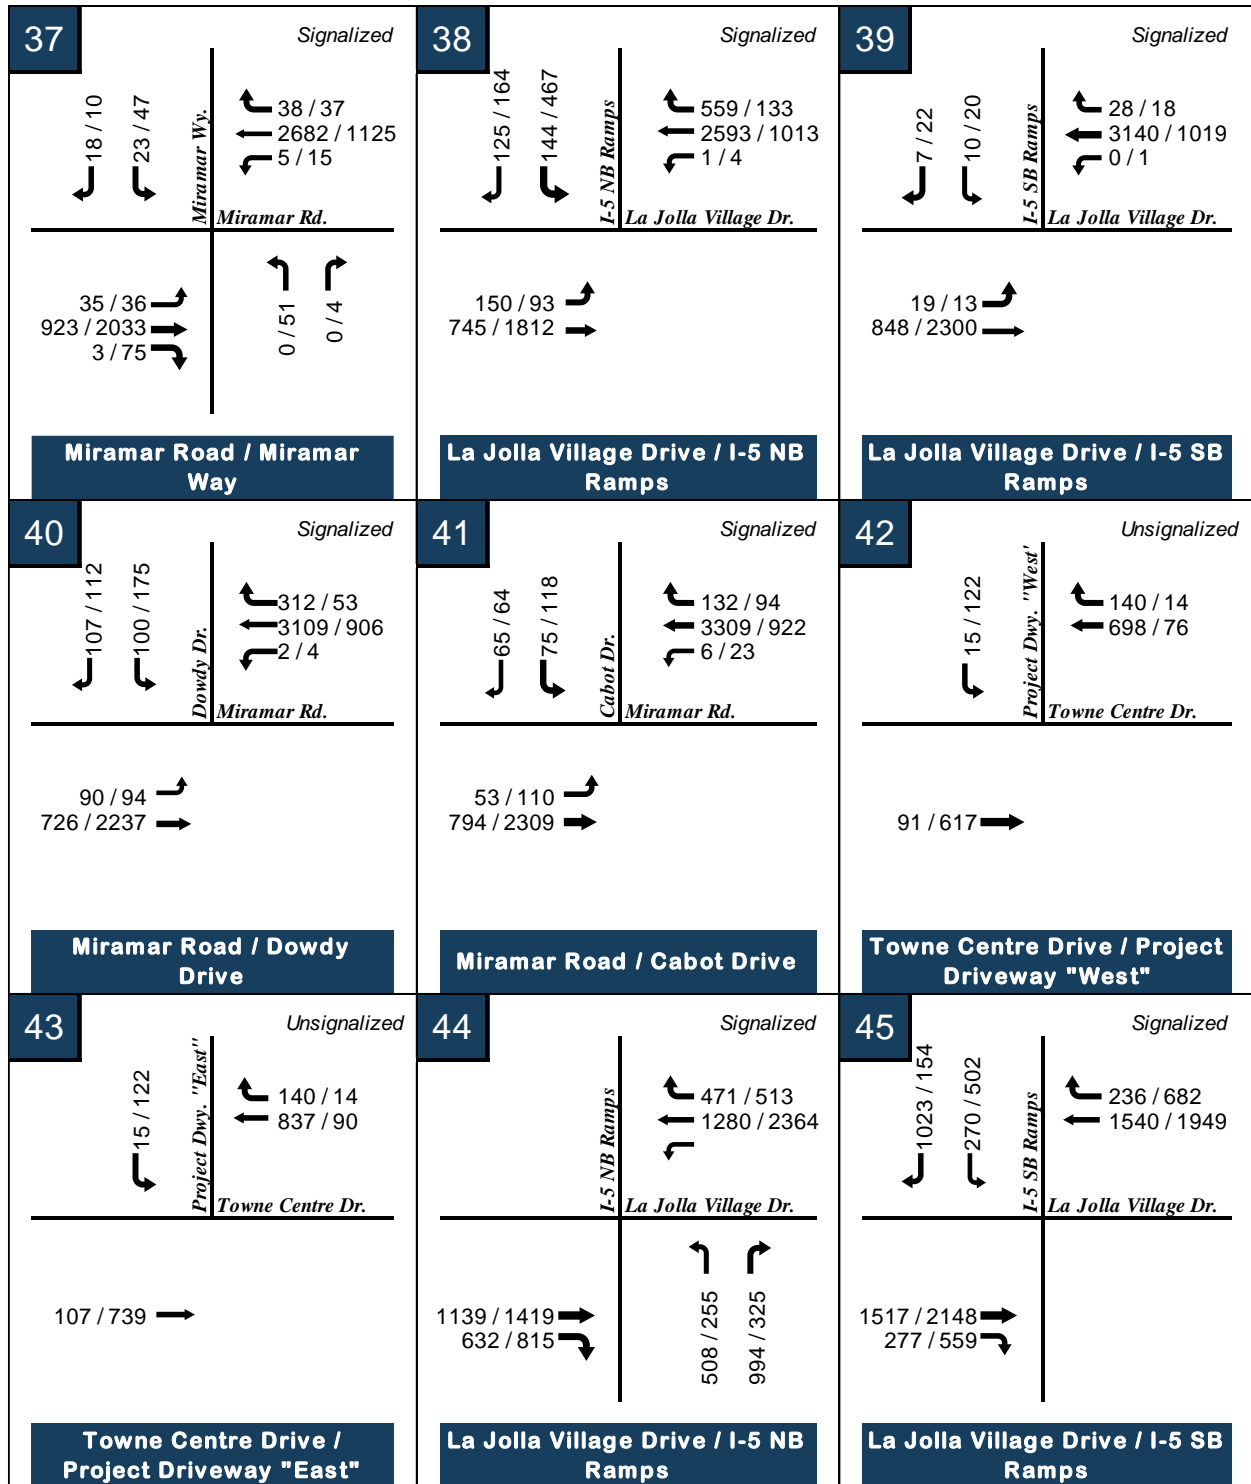 37
Signalized
18 / 10
23 / 47
Miramar Wy.
38 / 37
2682 / 1125
5 / 15
Miramar Rd.
35 / 36
923 / 2033
3 / 75
0 / 51
0 / 4
Miramar Road / Miramar
Way
38
Signalized
125 / 164
144 / 467
I-5 NB Ramps
559 / 133
2593 / 1013
1 / 4
La Jolla Village Dr.
150 / 93
745 / 1812
La Jolla Village Drive / I-5 NB
Ramps
39
Signalized
7 / 22
10 / 20
I-5 SB Ramps
28 / 18
3140 / 1019
0 / 1
La Jolla Village Dr.
19 / 13
848 / 2300
La Jolla Village Drive / I-5 SB
Ramps
40
Signalized
107 / 112
100 / 175
Dowdy Dr.
312 / 53
3109 / 906
2 / 4
Miramar Rd.
90 / 94
726 / 2237
Miramar Road / Dowdy
Drive
41
Signalized
65 / 64
75 / 118
Cabot Dr.
132 / 94
3309 / 922
6 / 23
Miramar Rd.
53 / 110
794 / 2309
Miramar Road / Cabot Drive
42
Unsignalized
15 / 122
Project Dwy. "West'
140 / 14
698 / 76
Towne Centre Dr.
91 / 617
Towne Centre Drive / Project
Driveway "West"
43
Unsignalized
15 / 122
Project Dwy. "East"
140 / 14
837 / 90
Towne Centre Dr.
107 / 739
Towne Centre Drive /
Project Driveway "East"
44
Signalized
I-5 NB Ramps
471 / 513
1280 / 2364
La Jolla Village Dr.
1139 / 1419
632 / 815
508 / 255
994 / 325
La Jolla Village Drive / I-5 NB
Ramps
45
Signalized
1023 / 154
270 / 502
I-5 SB Ramps
236 / 682
1540 / 1949
La Jolla Village Dr.
1517 / 2148
277 / 559
La Jolla Village Drive / I-5 SB
Ramps